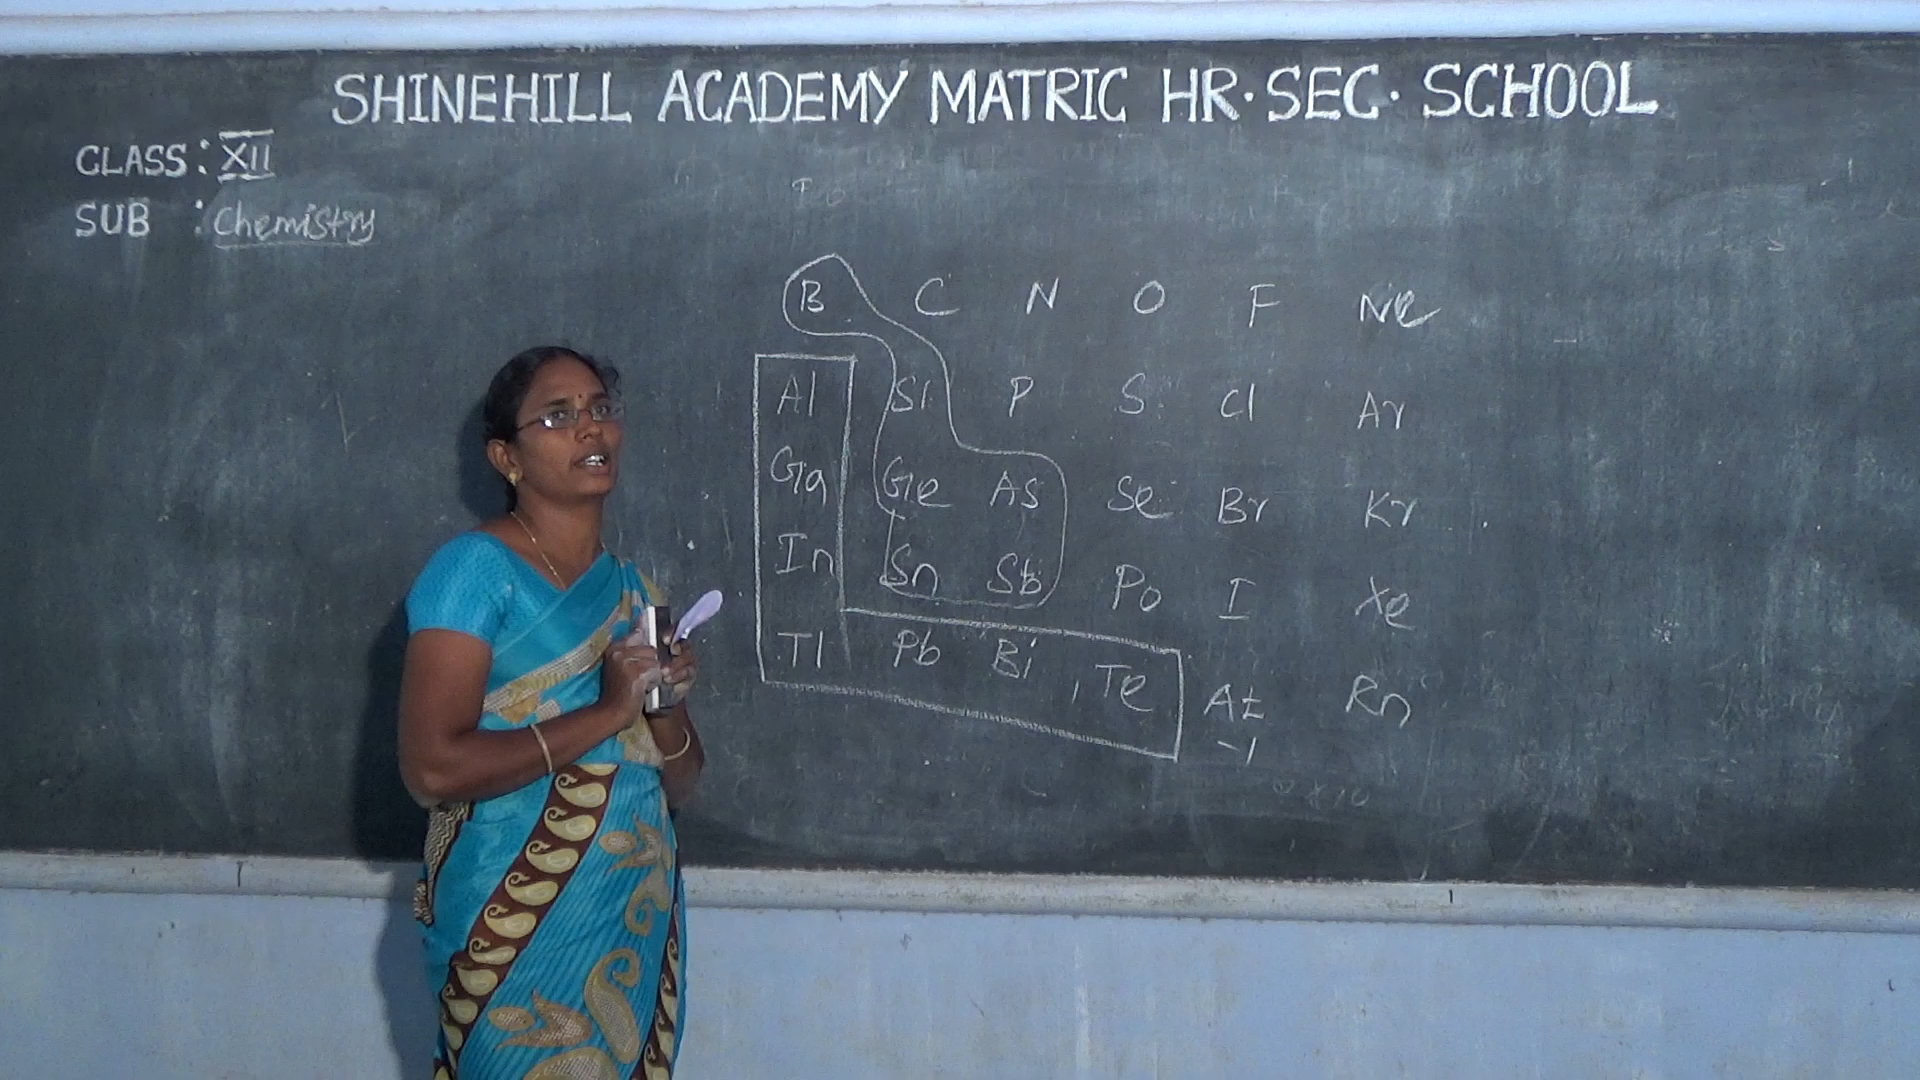 SHINEHILL ACADEMY MATRIC HR·SEC·SCHOOL
CLASS: XII
SUB : Chemistry
B C N O F Ne
Al Si P S Cl Ar
Ga Ge As Se Br Kr
In Sn Sb Po I Xe
Tl Pb Bi Te At Rn